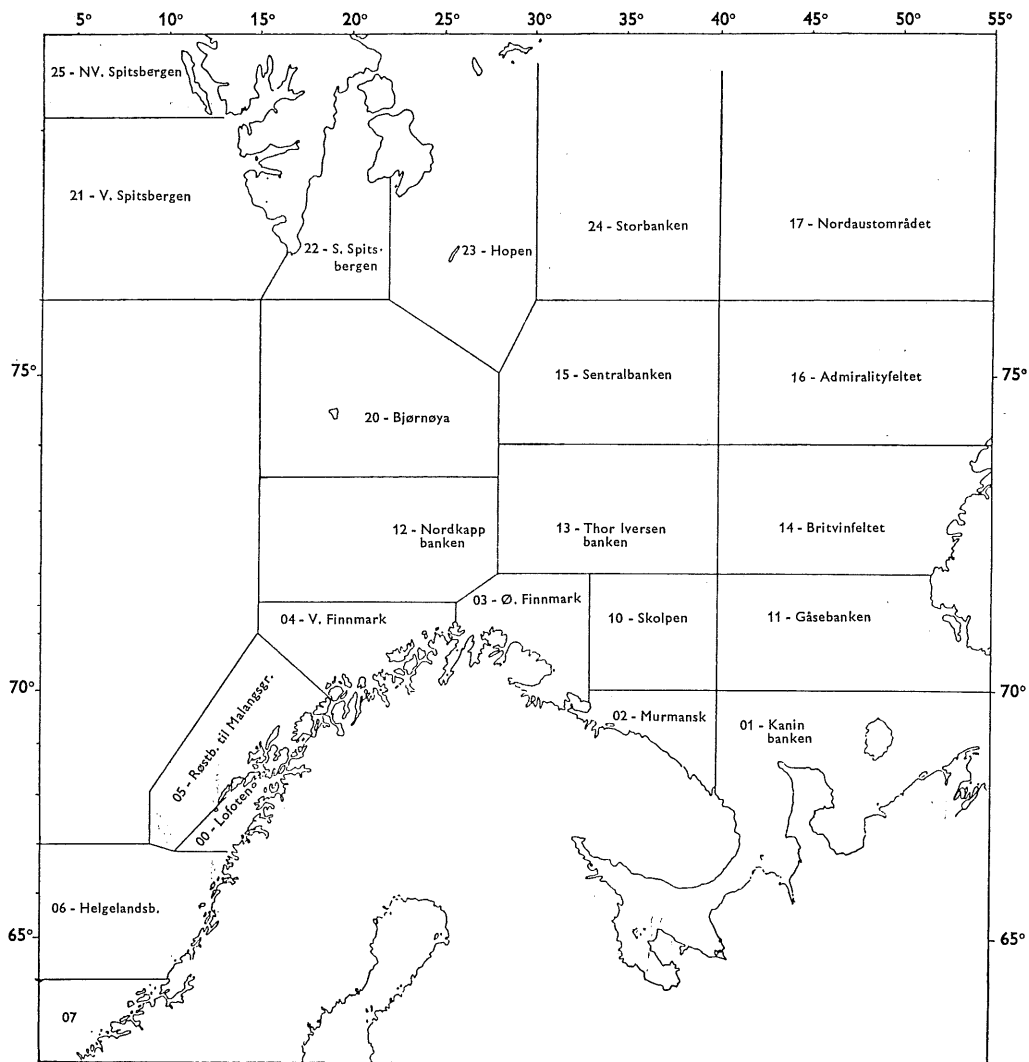 5° 10° 15° 20° 25° 30° 35° 40° 45° 50° 55°
25 - NV. Spitsbergen
21 - V. Spitsbergen
22 - S. Spits-
bergen
23 - Hopen
24 - Storbanken
17 - Nordaustområdet
75°
75°
15 - Sentralbanken
16 - Admiralityfeltet
20 - Bjørnøya
12 - Nordkapp
banken
13 - Thor Iversen
banken
14 - Britvinfeltet
04 - V. Finnmark
03 - Ø. Finnmark
10 - Skolpen
11 - Gåsebanken
70°
70°
05 - Røstb. til Malangsgr.
02 - Murmansk
01 - Kanin
banken
00 - Lofoten
06 - Helgelandsb.
65°
65°
07